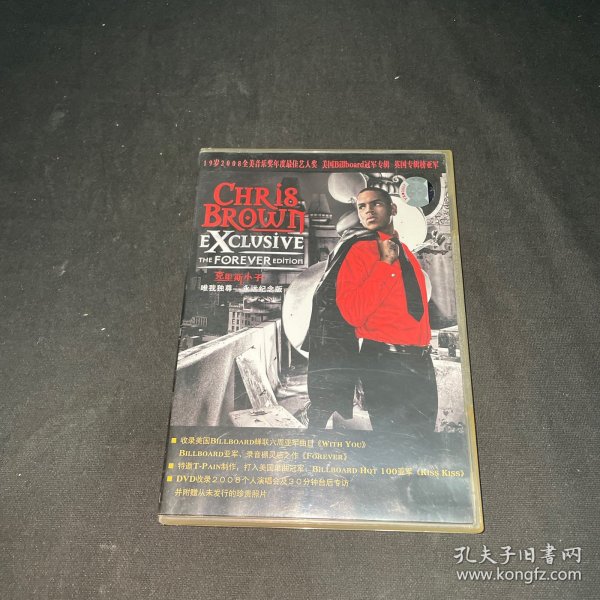 19岁2008全美音乐奖年度最佳艺人奖 美国Billboard冠军专辑 英国专辑榜亚军
CHRIS
BROWN
EXCLUSIVE
THE FOREVER EDITION
克里斯小子
唯我独尊 永远纪念版
■ 收录美国BILLBOARD蝉联六周亚军曲目《WITH YOU》
BILLBOARD亚军、录音棚灵感之作《FOREVER》
■ 特邀T-PAIN制作，打入美国单曲冠军、BILLBOARD HOT 100亚军《KISS KISS》
■ DVD收录2008个人演唱会及30分钟台后专访
并附赠从未发行的珍贵照片
孔夫子旧书网
www.kongfz.com